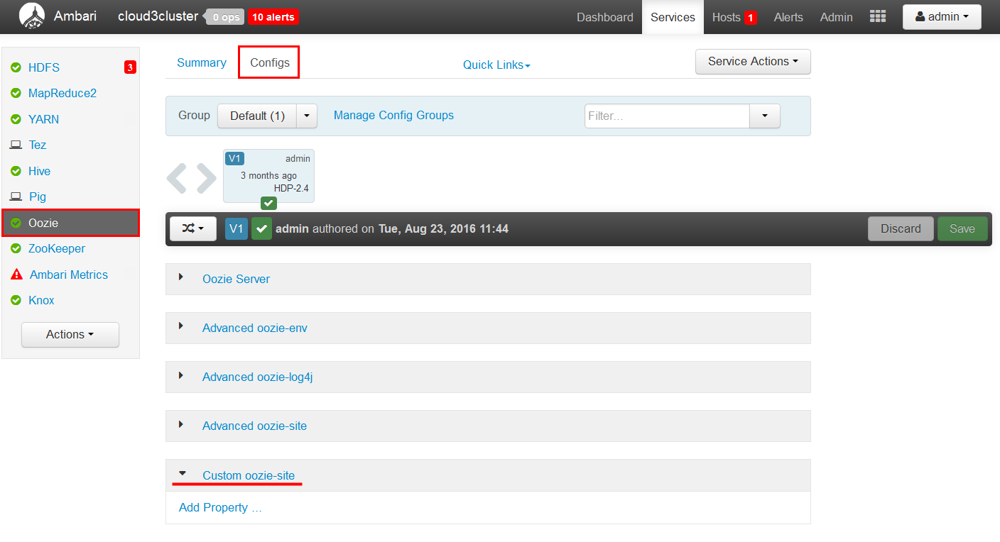 Ambari cloud3cluster 0 ops 10 alerts Dashboard Services Hosts 1 Alerts Admin admin
HDFS 3
MapReduce2
YARN
Tez
Hive
Pig
Oozie
ZooKeeper
Ambari Metrics
Knox
Actions
Summary Configs Quick Links Service Actions
Group Default (1) Manage Config Groups Filter...
V1 admin
3 months ago
HDP-2.4
V1 admin authored on Tue, Aug 23, 2016 11:44 Discard Save
Oozie Server
Advanced oozie-env
Advanced oozie-log4j
Advanced oozie-site
Custom oozie-site
Add Property ...